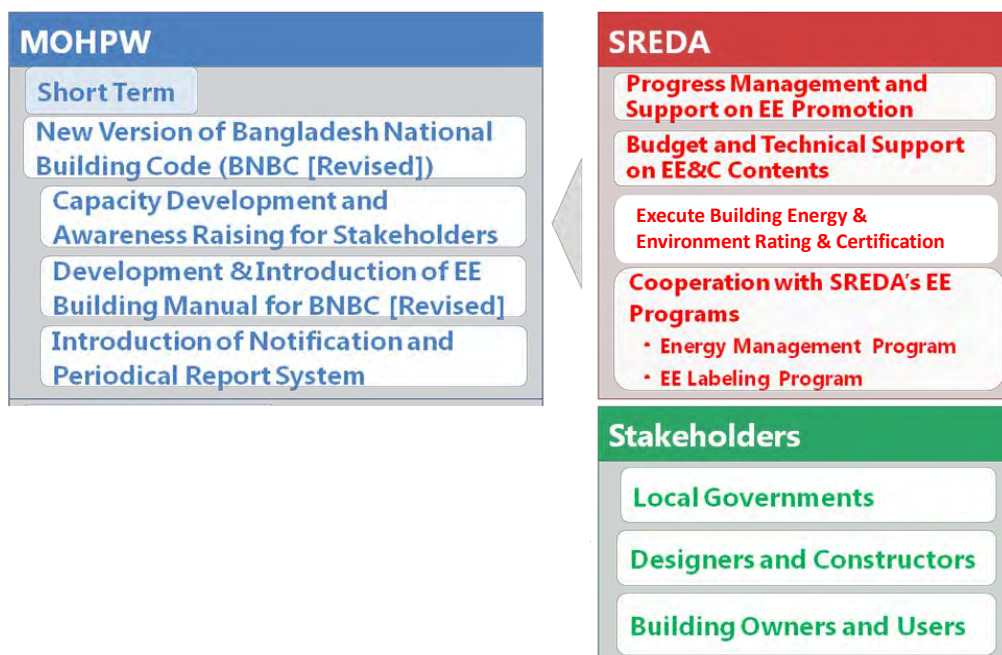 MOHPW
Short Term
New Version of Bangladesh National
Building Code (BNBC [Revised])
Capacity Development and
Awareness Raising for Stakeholders
Development &Introduction of EE
Building Manual for BNBC [Revised]
Introduction of Notification and
Periodical Report System
SREDA
Progress Management and
Support on EE Promotion
Budget and Technical Support
on EE&C Contents
Execute Building Energy &
Environment Rating & Certification
Cooperation with SREDA's EE
Programs
・Energy Management Program
・EE Labeling Program
Stakeholders
Local Governments
Designers and Constructors
Building Owners and Users